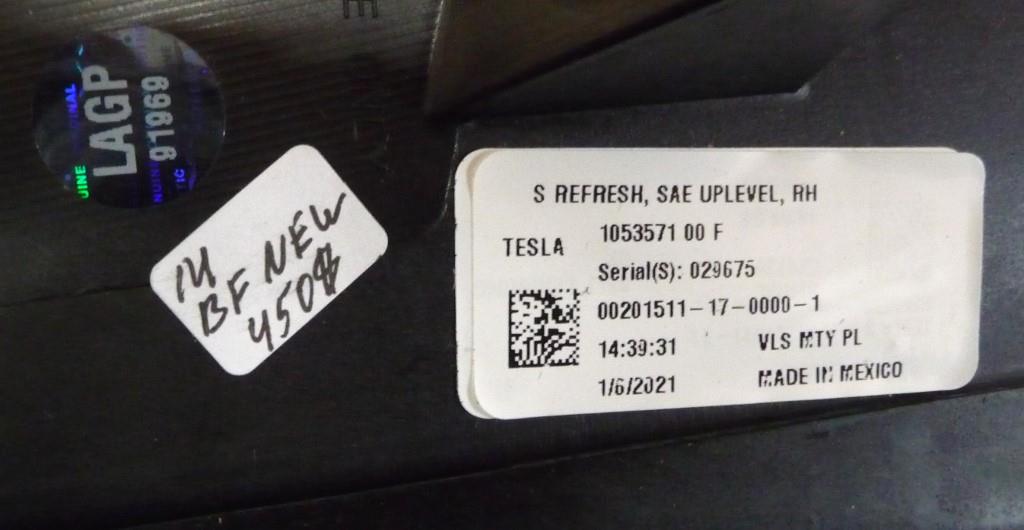 LAGP
91969
BF NEW
450$
S REFRESH, SAE UPLEVEL, RH
TESLA
1053571 00 F
Serial(S): 029675
00201511-17-0000-1
14:39:31
VLS MTY PL
1/6/2021
MADE IN MEXICO